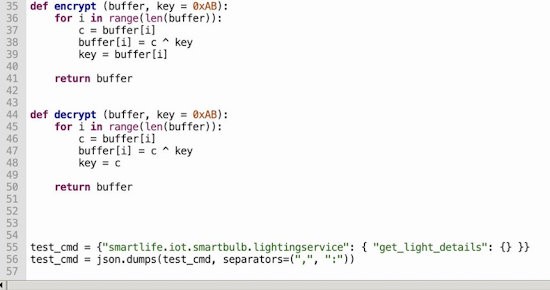 35 def encrypt (buffer, key = 0xAB):
36     for i in range(len(buffer)):
37         c = buffer[i]
38         buffer[i] = c ^ key
39         key = buffer[i]
40
41     return buffer
42
43
44 def decrypt (buffer, key = 0xAB):
45     for i in range(len(buffer)):
46         c = buffer[i]
47         buffer[i] = c ^ key
48         key = c
49
50     return buffer
51
52
53
54
55 test_cmd = {"smartlife.iot.smartbulb.lightingservice": { "get_light_details": {} }}
56 test_cmd = json.dumps(test_cmd, separators=(",", ":"))
57